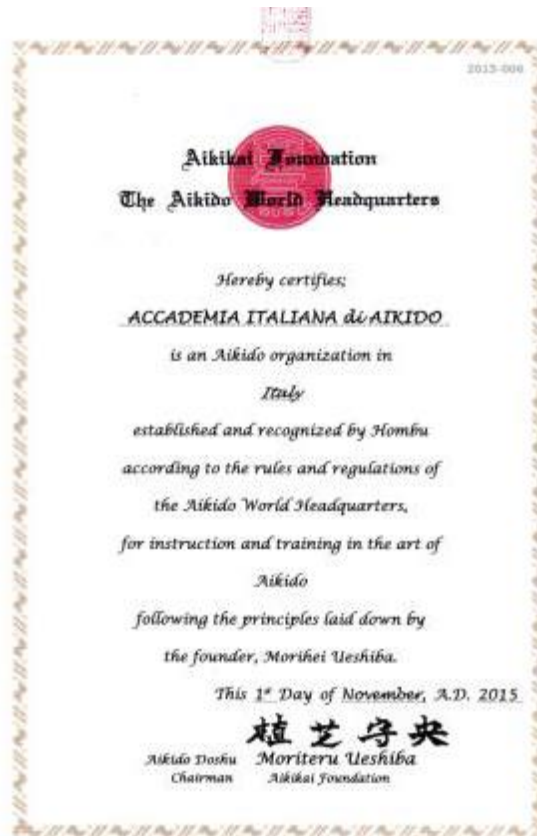 2015-006
Aikikai Foundation
The Aikido World Headquarters
Hereby certifies;
ACCADEMIA ITALIANA di AIKIDO
is an Aikido organization in
Italy
established and recognized by Hombu
according to the rules and regulations of
the Aikido World Headquarters,
for instruction and training in the art of
Aikido
following the principles laid down by
the founder, Morihei Ueshiba.
This 1st Day of November, A.D. 2015
植芝守央
Aikido Doshu Moriteru Ueshiba
Chairman Aikikai Foundation